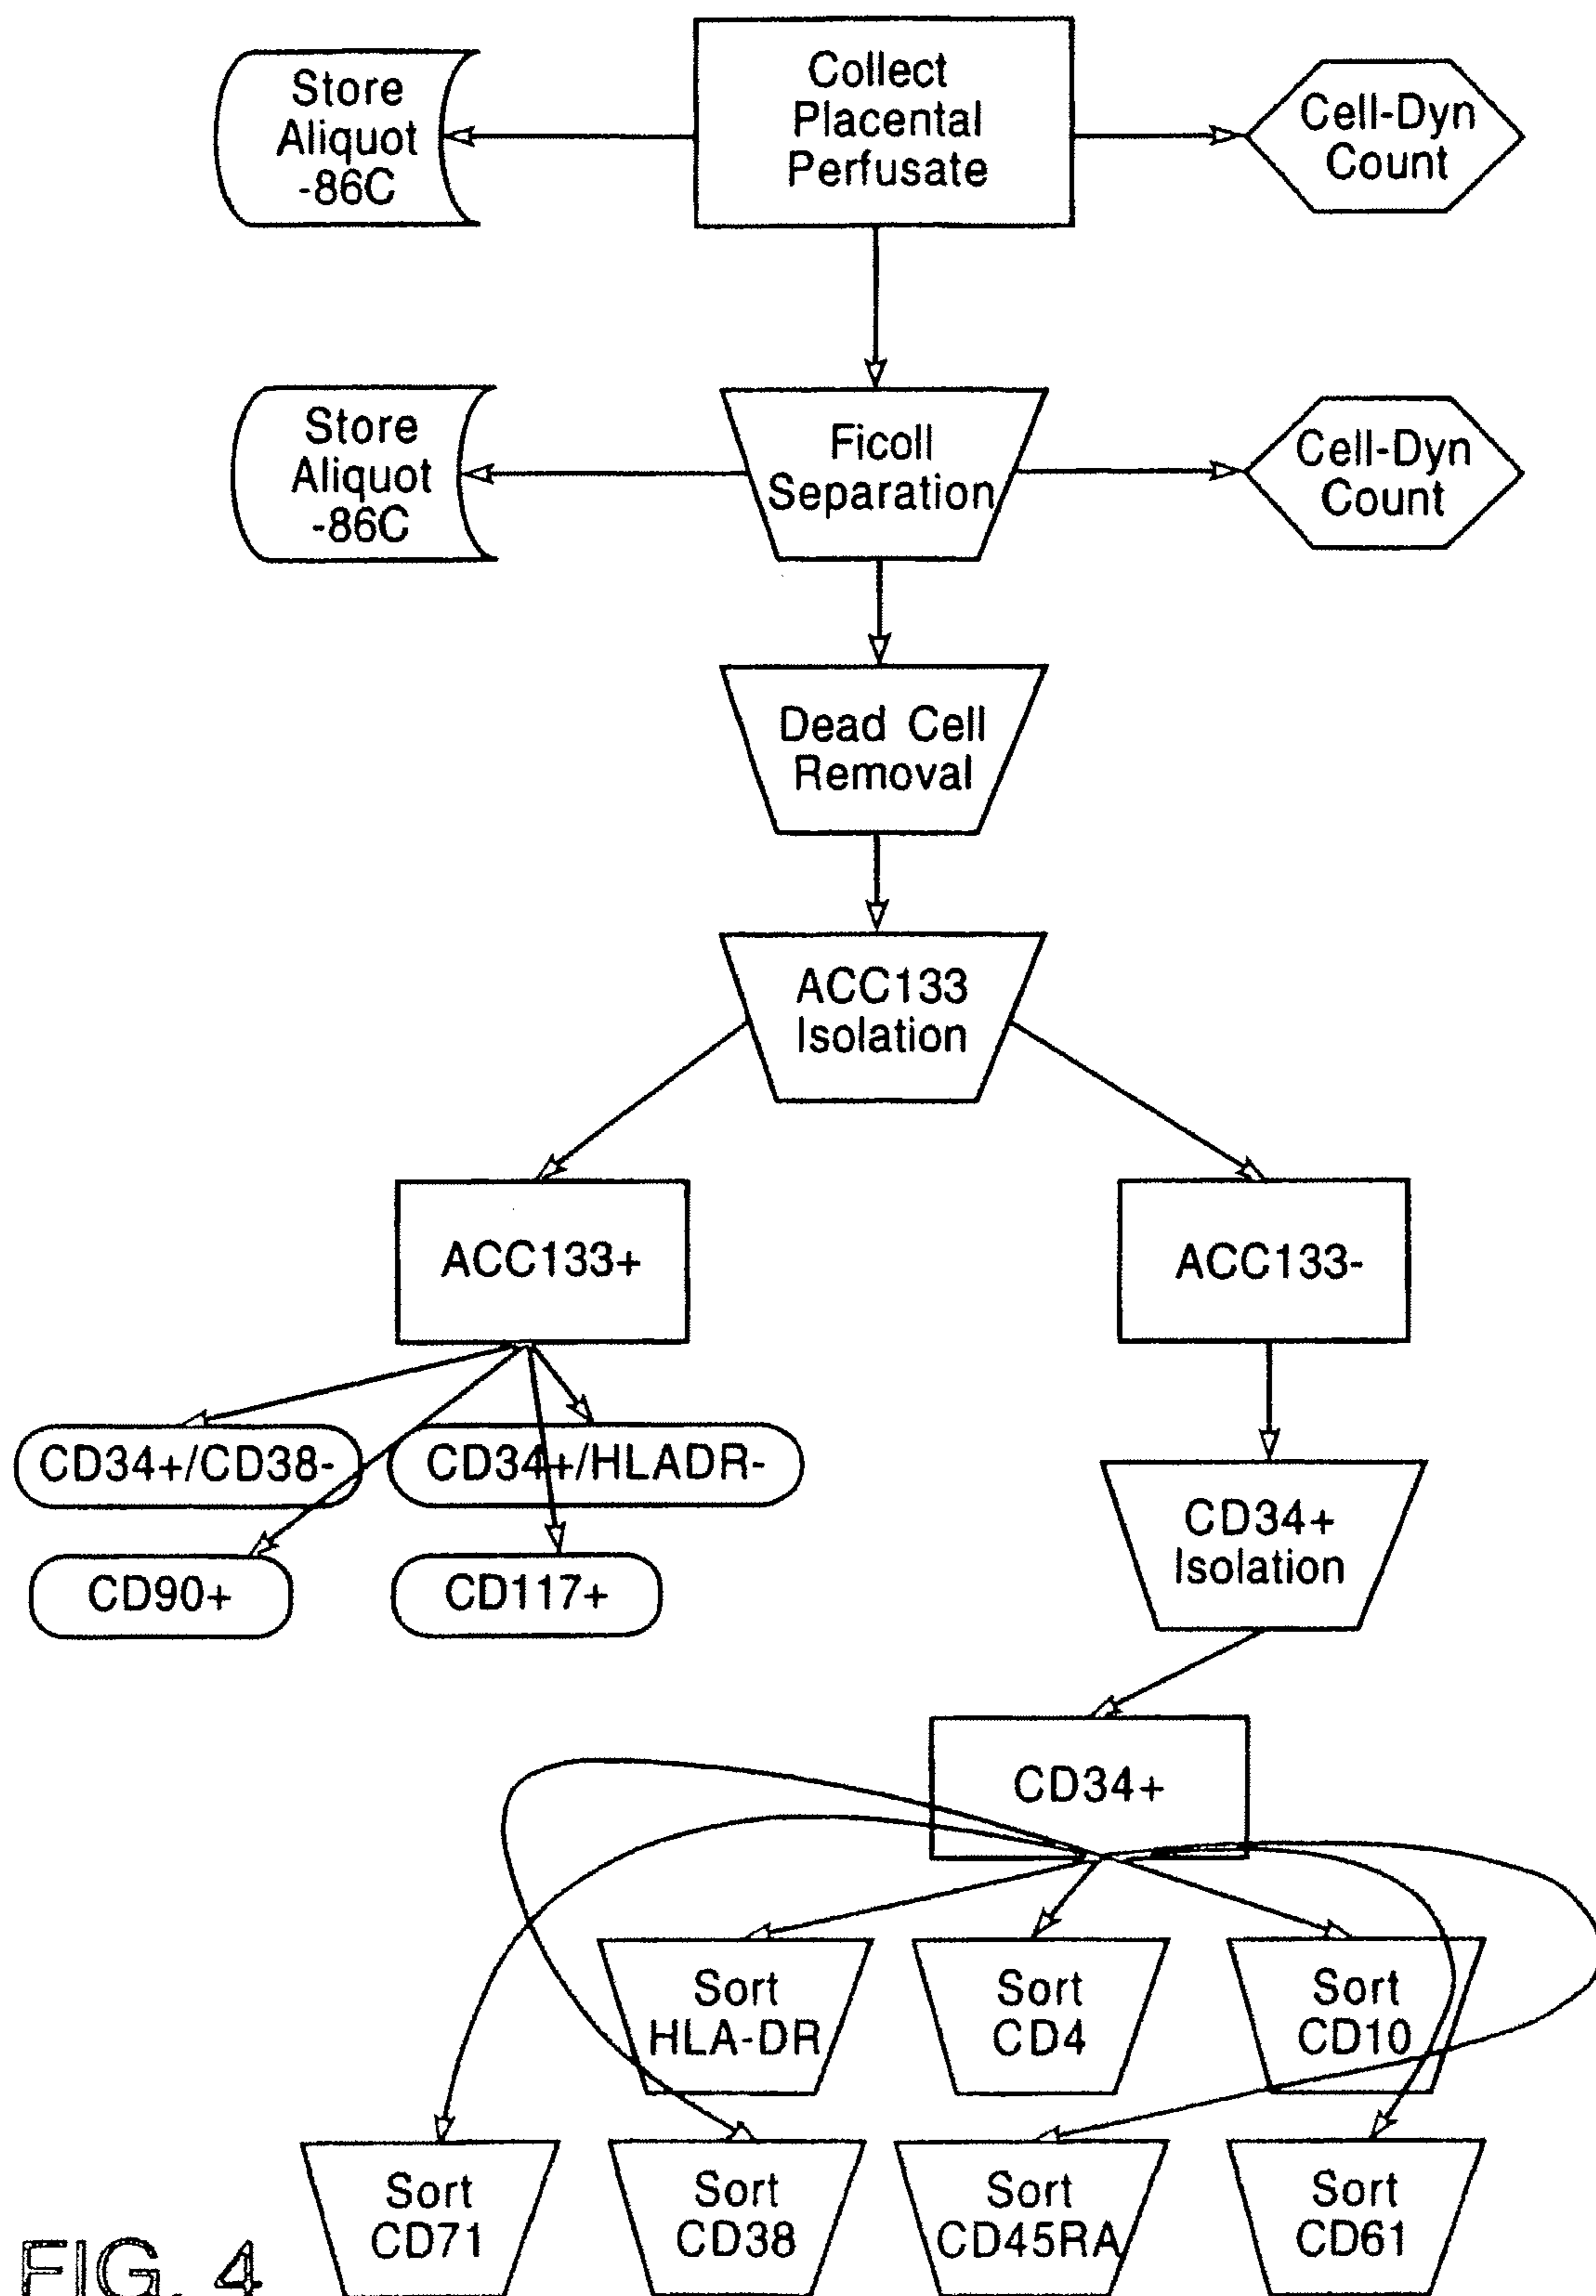 Store
Aliquot
-86C
Collect
Placental
Perfusate
Cell-Dyn
Count
Store
Aliquot
-86C
Ficoll
Separation
Cell-Dyn
Count
Dead Cell
Removal
ACC133
Isolation
ACC133+
ACC133-
CD34+/CD38-
CD34+/HLADR-
CD90+
CD117+
CD34+
Isolation
CD34+
Sort
HLA-DR
Sort
CD4
Sort
CD10
Sort
CD71
Sort
CD38
Sort
CD45RA
Sort
CD61
FIG. 4